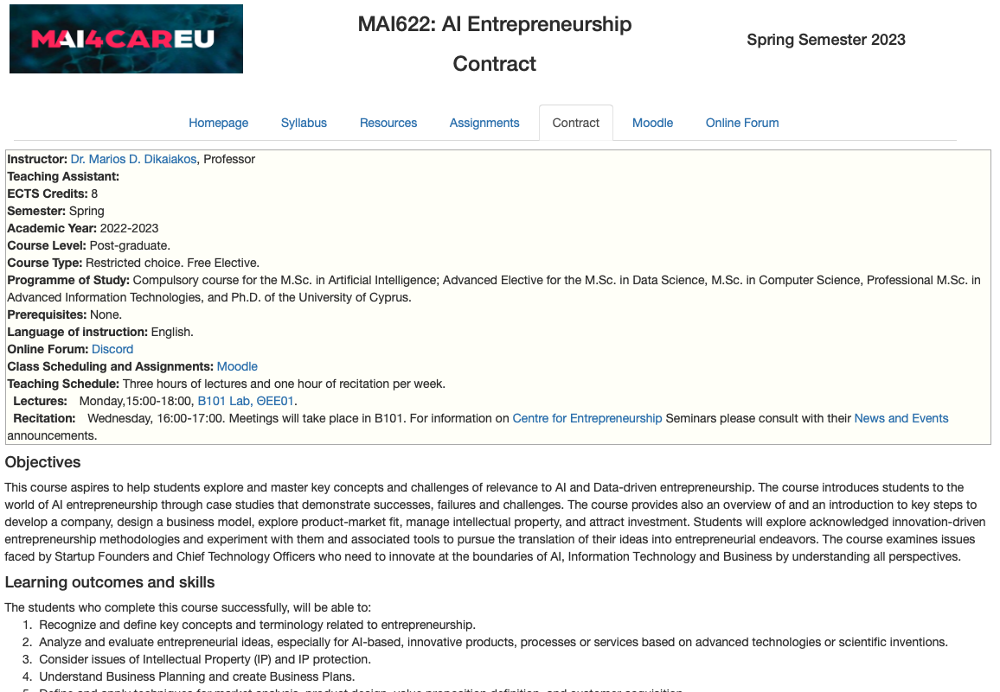 MAI4CAREU
MAI622: AI Entrepreneurship
Contract
Spring Semester 2023
Homepage Syllabus Resources Assignments Contract Moodle Online Forum
Instructor: Dr. Marios D. Dikaiakos, Professor
Teaching Assistant:
ECTS Credits: 8
Semester: Spring
Academic Year: 2022-2023
Course Level: Post-graduate.
Course Type: Restricted choice. Free Elective.
Programme of Study: Compulsory course for the M.Sc. in Artificial Intelligence; Advanced Elective for the M.Sc. in Data Science, M.Sc. in Computer Science, Professional M.Sc. in
Advanced Information Technologies, and Ph.D. of the University of Cyprus.
Prerequisites: None.
Language of instruction: English.
Online Forum: Discord
Class Scheduling and Assignments: Moodle
Teaching Schedule: Three hours of lectures and one hour of recitation per week.
Lectures: Monday,15:00-18:00, B101 Lab, ΘΕΕ01.
Recitation: Wednesday, 16:00-17:00. Meetings will take place in B101. For information on Centre for Entrepreneurship Seminars please consult with their News and Events
announcements.
Objectives
This course aspires to help students explore and master key concepts and challenges of relevance to AI and Data-driven entrepreneurship. The course introduces students to the
world of AI entrepreneurship through case studies that demonstrate successes, failures and challenges. The course provides also an overview of and an introduction to key steps to
develop a company, design a business model, explore product-market fit, manage intellectual property, and attract investment. Students will explore acknowledged innovation-driven
entrepreneurship methodologies and experiment with them and associated tools to pursue the translation of their ideas into entrepreneurial endeavors. The course examines issues
faced by Startup Founders and Chief Technology Officers who need to innovate at the boundaries of AI, Information Technology and Business by understanding all perspectives.
Learning outcomes and skills
The students who complete this course successfully, will be able to:
1. Recognize and define key concepts and terminology related to entrepreneurship.
2. Analyze and evaluate entrepreneurial ideas, especially for AI-based, innovative products, processes or services based on advanced technologies or scientific inventions.
3. Consider issues of Intellectual Property (IP) and IP protection.
4. Understand Business Planning and create Business Plans.